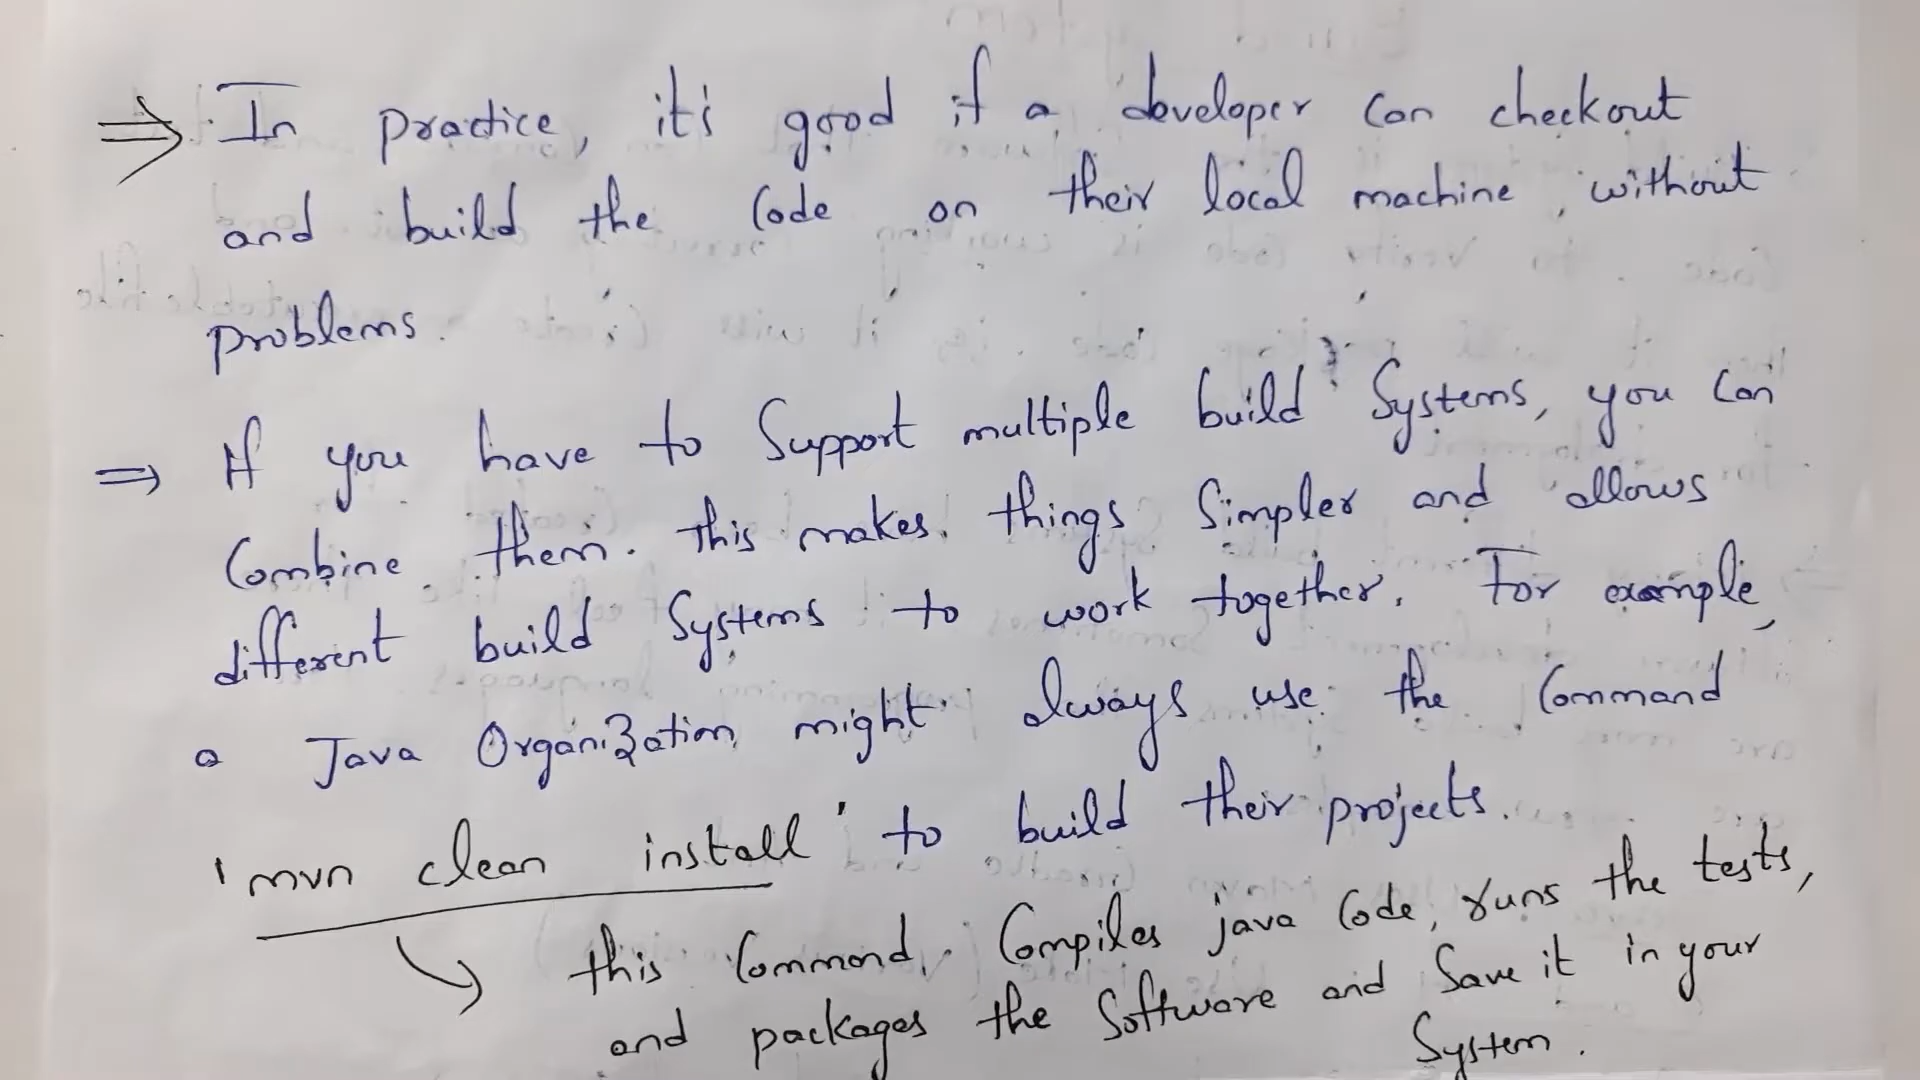 ⇒ In practice, it's good if a developer can checkout
and build the code on their local machine, without
problems.
⇒ If you have to support multiple build systems, you can
combine them. this makes things simpler and allows
different build systems to work together. For example,
a Java Organization might always use the command
'mvn clean install' to build their projects.
↳ this command compiles java code, runs the tests,
and packages the software and save it in your
system.